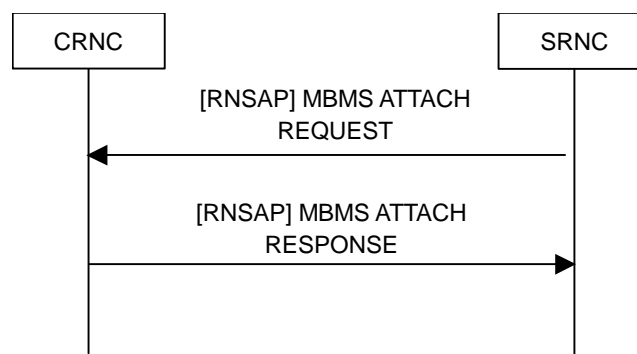 CRNC
SRNC
[RNSAP] MBMS ATTACH
REQUEST
[RNSAP] MBMS ATTACH
RESPONSE